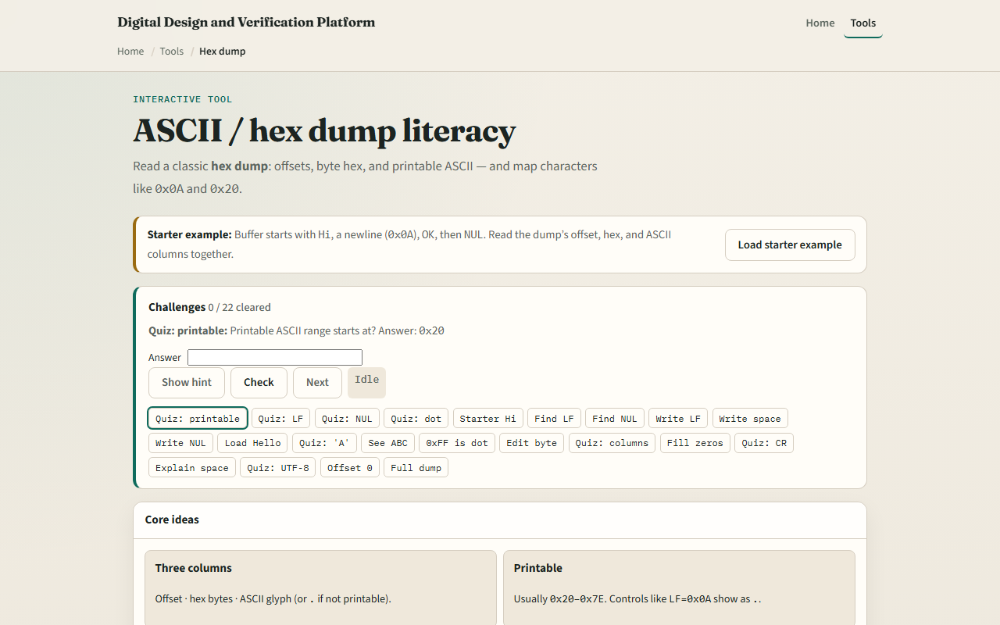 Digital Design and Verification Platform
Home Tools
Home / Tools / Hex dump
INTERACTIVE TOOL
ASCII / hex dump literacy
Read a classic hex dump: offsets, byte hex, and printable ASCII — and map characters
like 0x0A and 0x20.
Starter example: Buffer starts with Hi, a newline (0x0A), OK, then NUL. Read the dump's offset, hex, and ASCII
columns together.
Load starter example
Challenges 0 / 22 cleared
Quiz: printable: Printable ASCII range starts at? Answer: 0x20
Answer
Show hint Check Next Idle
Quiz: printable Quiz: LF Quiz: NUL Quiz: dot Starter Hi Find LF Find NUL Write LF Write space
Write NUL Load Hello Quiz: 'A' See ABC 0xFF is dot Edit byte Quiz: columns Fill zeros Quiz: CR
Explain space Quiz: UTF-8 Offset 0 Full dump
Core ideas
Three columns
Offset · hex bytes · ASCII glyph (or . if not printable).
Printable
Usually 0x20–0x7E. Controls like LF=0x0A show as ..